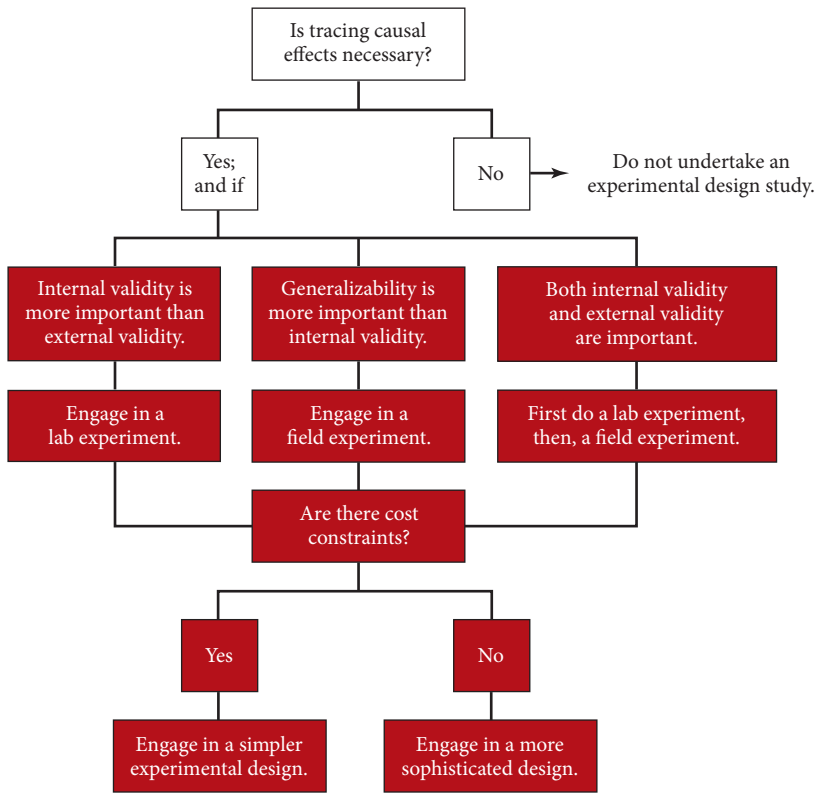 Is tracing causal
effects necessary?
Yes;
and if
No
Do not undertake an
experimental design study.
Internal validity is
more important than
external validity.
Generalizability is
more important than
internal validity.
Both internal validity
and external validity
are important.
Engage in a
lab experiment.
Engage in a
field experiment.
First do a lab experiment,
then, a field experiment.
Are there cost
constraints?
Yes
No
Engage in a simpler
experimental design.
Engage in a more
sophisticated design.